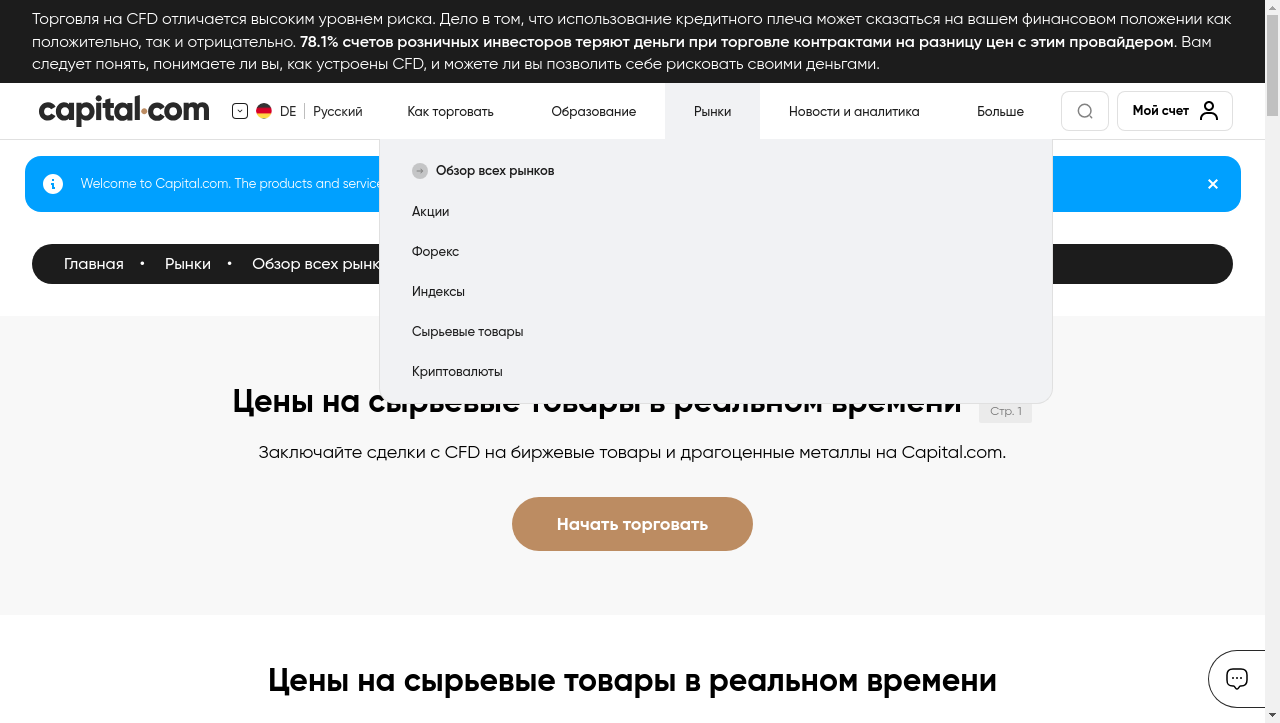 Торговля на CFD отличается высоким уровнем риска. Дело в том, что использование кредитного плеча может сказаться на вашем финансовом положении как
положительно, так и отрицательно. 78.1% счетов розничных инвесторов теряют деньги при торговле контрактами на разницу цен с этим провайдером. Вам
следует понять, понимаете ли вы, как устроены CFD, и можете ли вы позволить себе рисковать своими деньгами.
capital.com DE Русский Как торговать Образование Рынки Новости и аналитика Больше Мой счет
Обзор всех рынков
Welcome to Capital.com. The products and service
Акции
Форекс
Главная • Рынки • Обзор всех рынк
Индексы
Сырьевые товары
Криптовалюты
Цены на сырьевые товары в реальном времени Стр. 1
Заключайте сделки с CFD на биржевые товары и драгоценные металлы на Capital.com.
Начать торговать
Цены на сырьевые товары в реальном времени